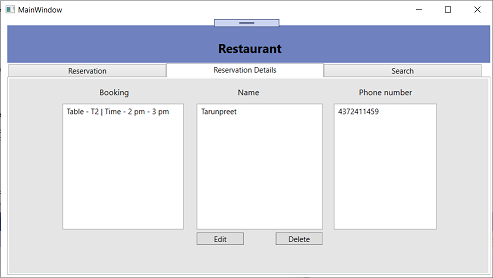 MainWindow
Restaurant
Reservation
Reservation Details
Search
Booking
Name
Phone number
Table - T2 | Time - 2 pm - 3 pm
Tarunpreet
4372411459
Edit
Delete